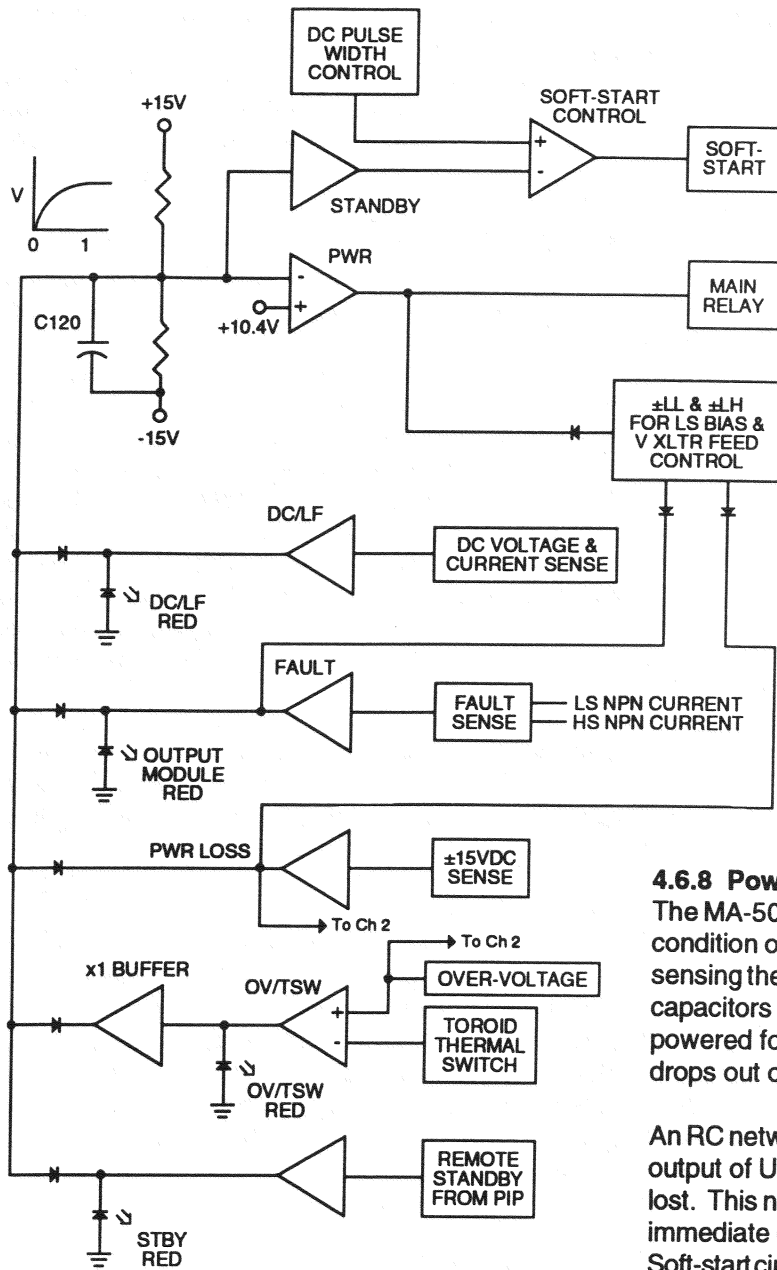 DC PULSE
WIDTH
CONTROL
+15V
SOFT-START
CONTROL
+
-
SOFT-
START
STANDBY
V
0 1
PWR
-
+
+10.4V
MAIN
RELAY
C120
-15V
±LL & ±LH
FOR LS BIAS &
V XLTR FEED
CONTROL
DC/LF
DC VOLTAGE &
CURRENT SENSE
DC/LF
RED
FAULT
FAULT
SENSE
LS NPN CURRENT
HS NPN CURRENT
OUTPUT
MODULE
RED
PWR LOSS
±15VDC
SENSE
To Ch 2
To Ch 2
x1 BUFFER
OV/TSW
+
-
OVER-VOLTAGE
TOROID
THERMAL
SWITCH
OV/TSW
RED
REMOTE
STANDBY
FROM PIP
STBY
RED
4.6.8 Pow
The MA-50
condition o
sensing the
capacitors
powered fo
drops out o
An RC netw
output of U
lost. This n
immediate
Soft-start cir